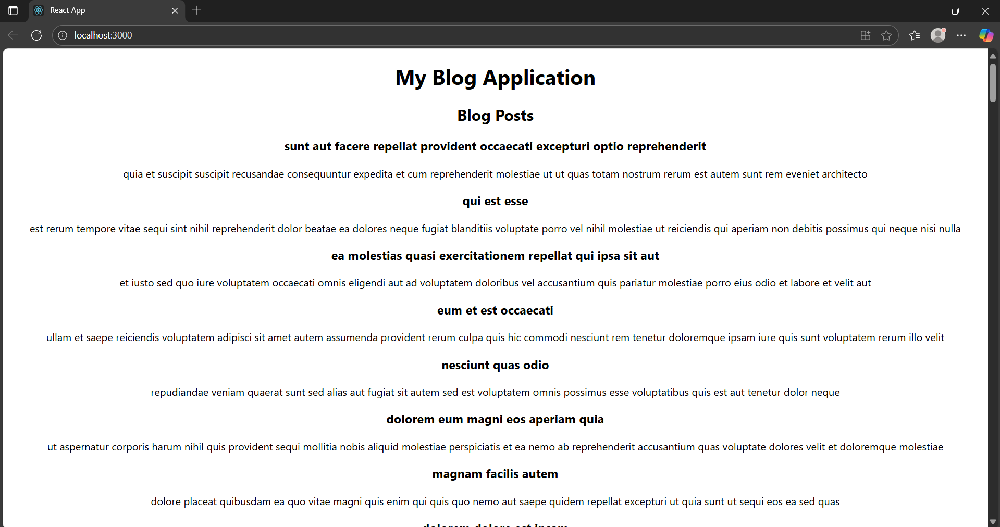 React App
localhost:3000
My Blog Application
Blog Posts
sunt aut facere repellat provident occaecati excepturi optio reprehenderit
quia et suscipit suscipit recusandae consequuntur expedita et cum reprehenderit molestiae ut ut quas totam nostrum rerum est autem sunt rem eveniet architecto
qui est esse
est rerum tempore vitae sequi sint nihil reprehenderit dolor beatae ea dolores neque fugiat blanditiis voluptate porro vel nihil molestiae ut reiciendis qui aperiam non debitis possimus qui neque nisi nulla
ea molestias quasi exercitationem repellat qui ipsa sit aut
et iusto sed quo iure voluptatem occaecati omnis eligendi aut ad voluptatem doloribus vel accusantium quis pariatur molestiae porro eius odio et labore et velit aut
eum et est occaecati
ullam et saepe reiciendis voluptatem adipisci sit amet autem assumenda provident rerum culpa quis hic commodi nesciunt rem tenetur doloremque ipsam iure quis sunt voluptatem rerum illo velit
nesciunt quas odio
repudiandae veniam quaerat sunt sed alias aut fugiat sit autem sed est voluptatem omnis possimus esse voluptatibus quis est aut tenetur dolor neque
dolorem eum magni eos aperiam quia
ut aspernatur corporis harum nihil quis provident sequi mollitia nobis aliquid molestiae perspiciatis et ea nemo ab reprehenderit accusantium quas voluptate dolores velit et doloremque molestiae
magnam facilis autem
dolore placeat quibusdam ea quo vitae magni quis enim qui quis quo nemo aut saepe quidem repellat excepturi ut quia sunt ut sequi eos ea sed quas
dolorem dolore est ipsam